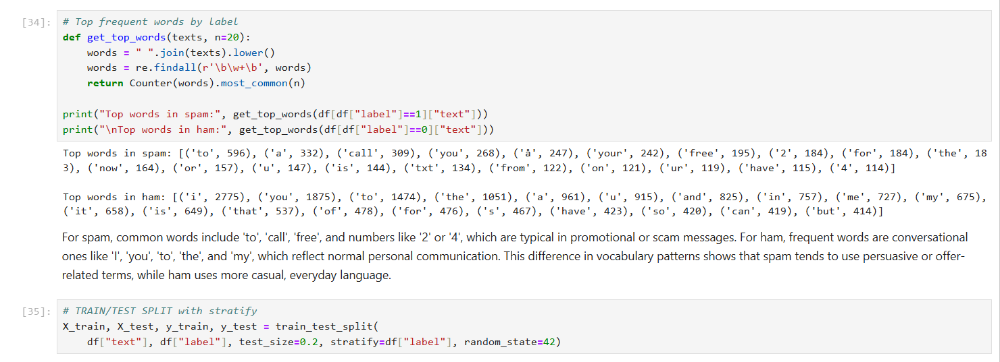 [34]: # Top frequent words by label
def get_top_words(texts, n=20):
    words = " ".join(texts).lower()
    words = re.findall(r'\b\w+\b', words)
    return Counter(words).most_common(n)
print("Top words in spam:", get_top_words(df[df["label"]==1]["text"]))
print("\nTop words in ham:", get_top_words(df[df["label"]==0]["text"]))
Top words in spam: [('to', 596), ('a', 332), ('call', 309), ('you', 268), ('å', 247), ('your', 242), ('free', 195), ('2', 184), ('for', 184), ('the', 18
3), ('now', 164), ('or', 157), ('u', 147), ('is', 144), ('txt', 134), ('from', 122), ('on', 121), ('ur', 119), ('have', 115), ('4', 114)]
Top words in ham: [('i', 2775), ('you', 1875), ('to', 1474), ('the', 1051), ('a', 961), ('u', 915), ('and', 825), ('in', 757), ('me', 727), ('my', 675),
('it', 658), ('is', 649), ('that', 537), ('of', 478), ('for', 476), ('s', 467), ('have', 423), ('so', 420), ('can', 419), ('but', 414)]
For spam, common words include 'to', 'call', 'free', and numbers like '2' or '4', which are typical in promotional or scam messages. For ham, frequent words are conversational
ones like 'I', 'you', 'to', 'the', and 'my', which reflect normal personal communication. This difference in vocabulary patterns shows that spam tends to use persuasive or offer-
related terms, while ham uses more casual, everyday language.
[35]: # TRAIN/TEST SPLIT with stratify
X_train, X_test, y_train, y_test = train_test_split(
    df["text"], df["label"], test_size=0.2, stratify=df["label"], random_state=42)